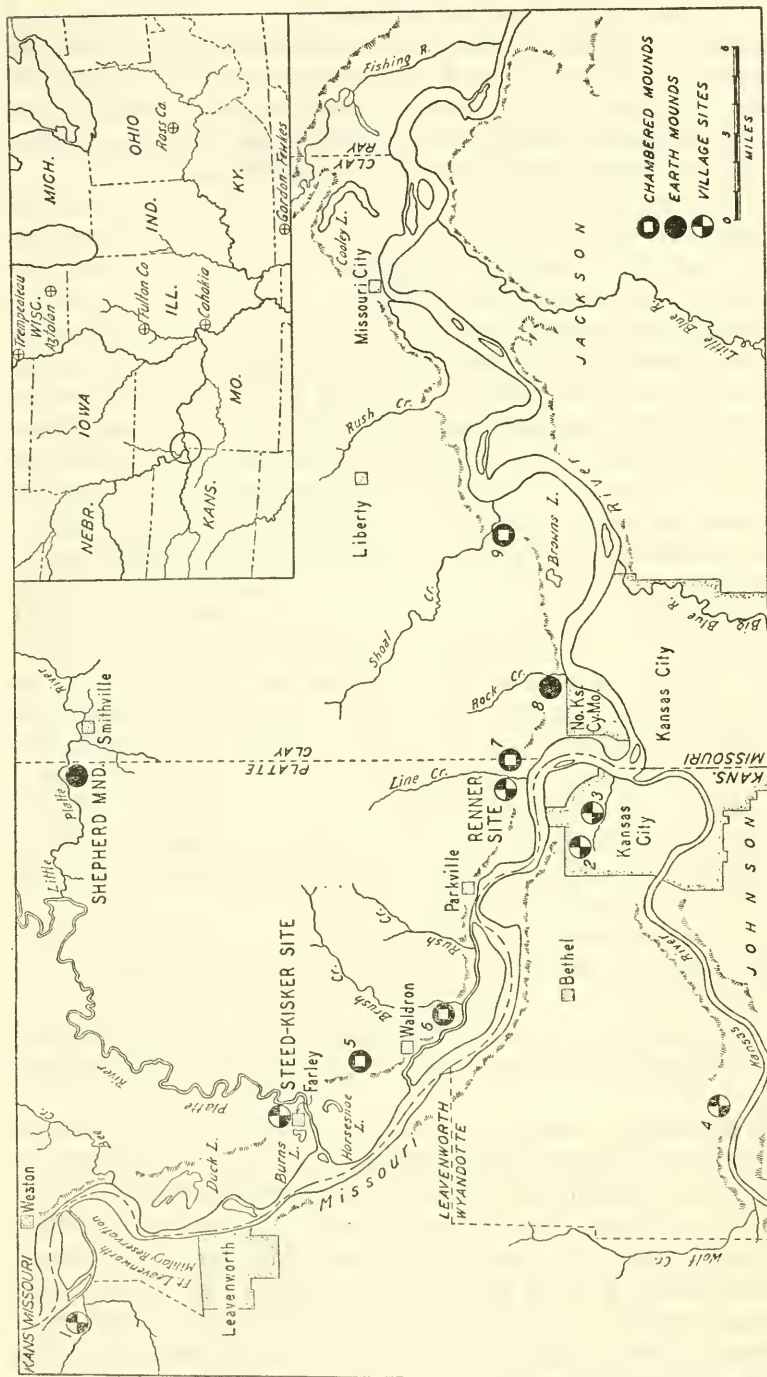 MICH.
OHIO
Ross Co.
Trempealeau
WISC.
Aztalan
IND.
KY.
Fulton Co
ILL.
Cahokia
Gordon-Fewkes
IOWA
MO.
NEBR.
KANS.
KANS
MISSOURI
Weston
Bee
Cr.
Ft. Leavenworth
Military Reservation
1
Leavenworth
Duck L.
Platte
River
Burns
L.
STEED-KISKER SITE
Farley
Horseshoe
L.
5
Missouri
Waldron
6
Brush
Cr.
Rush
Cr.
Parkville
LEAVENWORTH
WYANDOTTE
Wolf
Cr.
4
Kansas
River
JOHNSON
Bethel
2
3
Kansas
City
KANS.
MISSOURI
Little
Platte
River
SHEPHERD MND.
Smithville
PLATTE
CLAY
Line Cr.
RENNER
SITE
7
Rock
Cr.
8
No. Ks.
Cy-Mo.
Kansas City
Big
Blue R.
Shoal
Cr.
9
Browns L.
Liberty
Rush
Cr.
Missouri City
Cooley L.
CLAY
RAY
Fishing R.
River
JACKSON
Little Blue R.
CHAMBERED MOUNDS
EARTH MOUNDS
VILLAGE SITES
0 3 6
MILES